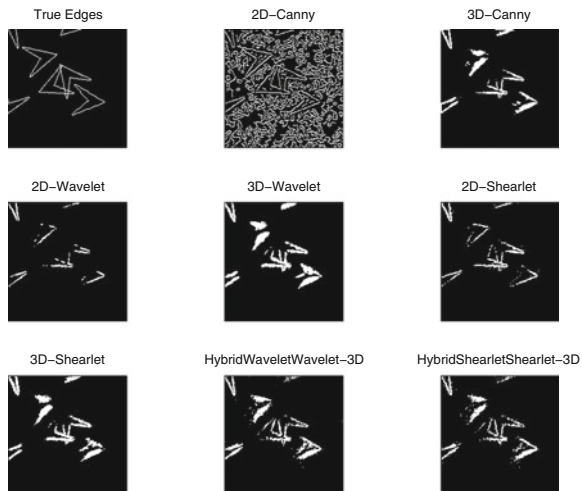 True Edges
2D−Canny
3D−Canny
2D−Wavelet
3D−Wavelet
2D−Shearlet
3D−Shearlet
HybridWaveletWavelet−3D
HybridShearletShearlet−3D